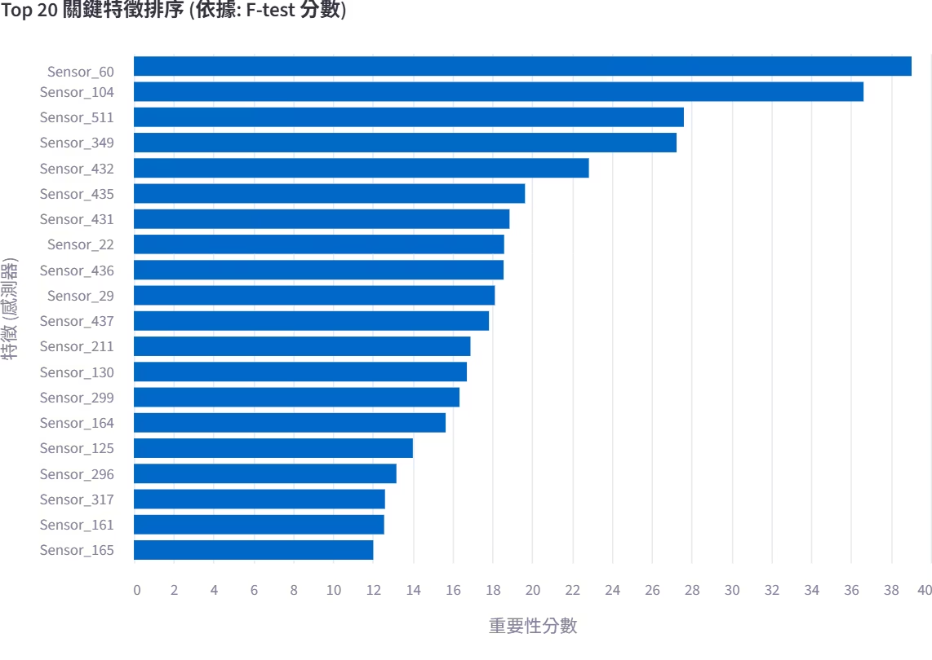 Top 20 關鍵特徵排序 (依據: F-test 分數)
Sensor_60
Sensor_104
Sensor_511
Sensor_349
Sensor_432
Sensor_435
Sensor_431
Sensor_22
Sensor_436
Sensor_29
Sensor_437
Sensor_211
Sensor_130
Sensor_299
Sensor_164
Sensor_125
Sensor_296
Sensor_317
Sensor_161
Sensor_165
特徵 (感測器)
0 2 4 6 8 10 12 14 16 18 20 22 24 26 28 30 32 34 36 38 40
重要性分數